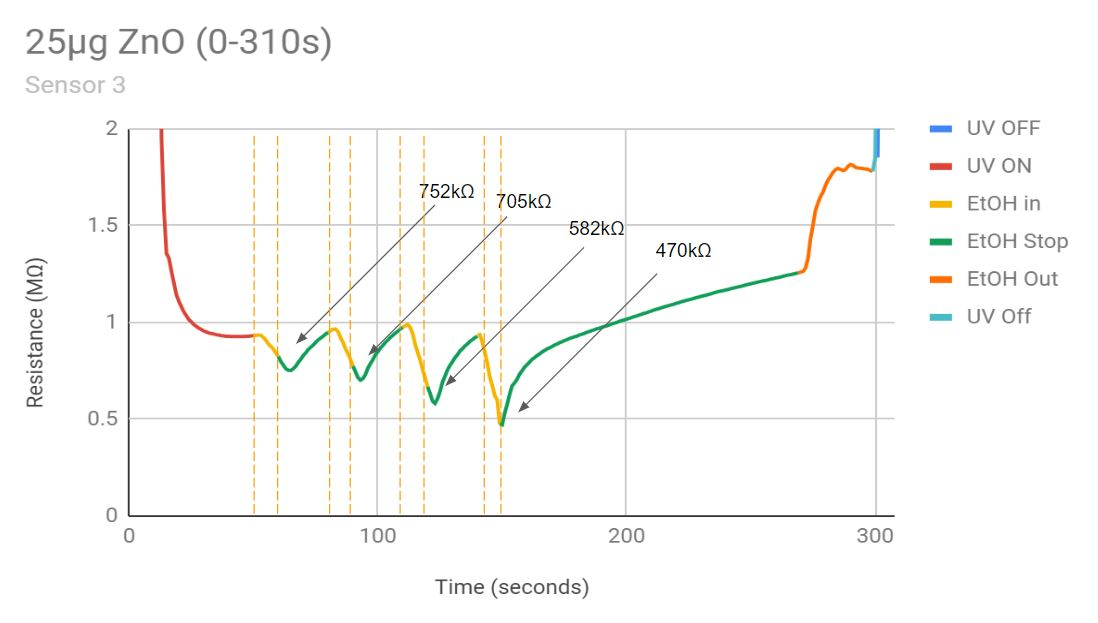 25µg ZnO (0-310s)
Sensor 3
2
1.5
1
0.5
0
0
100
200
300
Resistance (MΩ)
Time (seconds)
752kΩ
705kΩ
582kΩ
470kΩ
UV OFF
UV ON
EtOH in
EtOH Stop
EtOH Out
UV Off